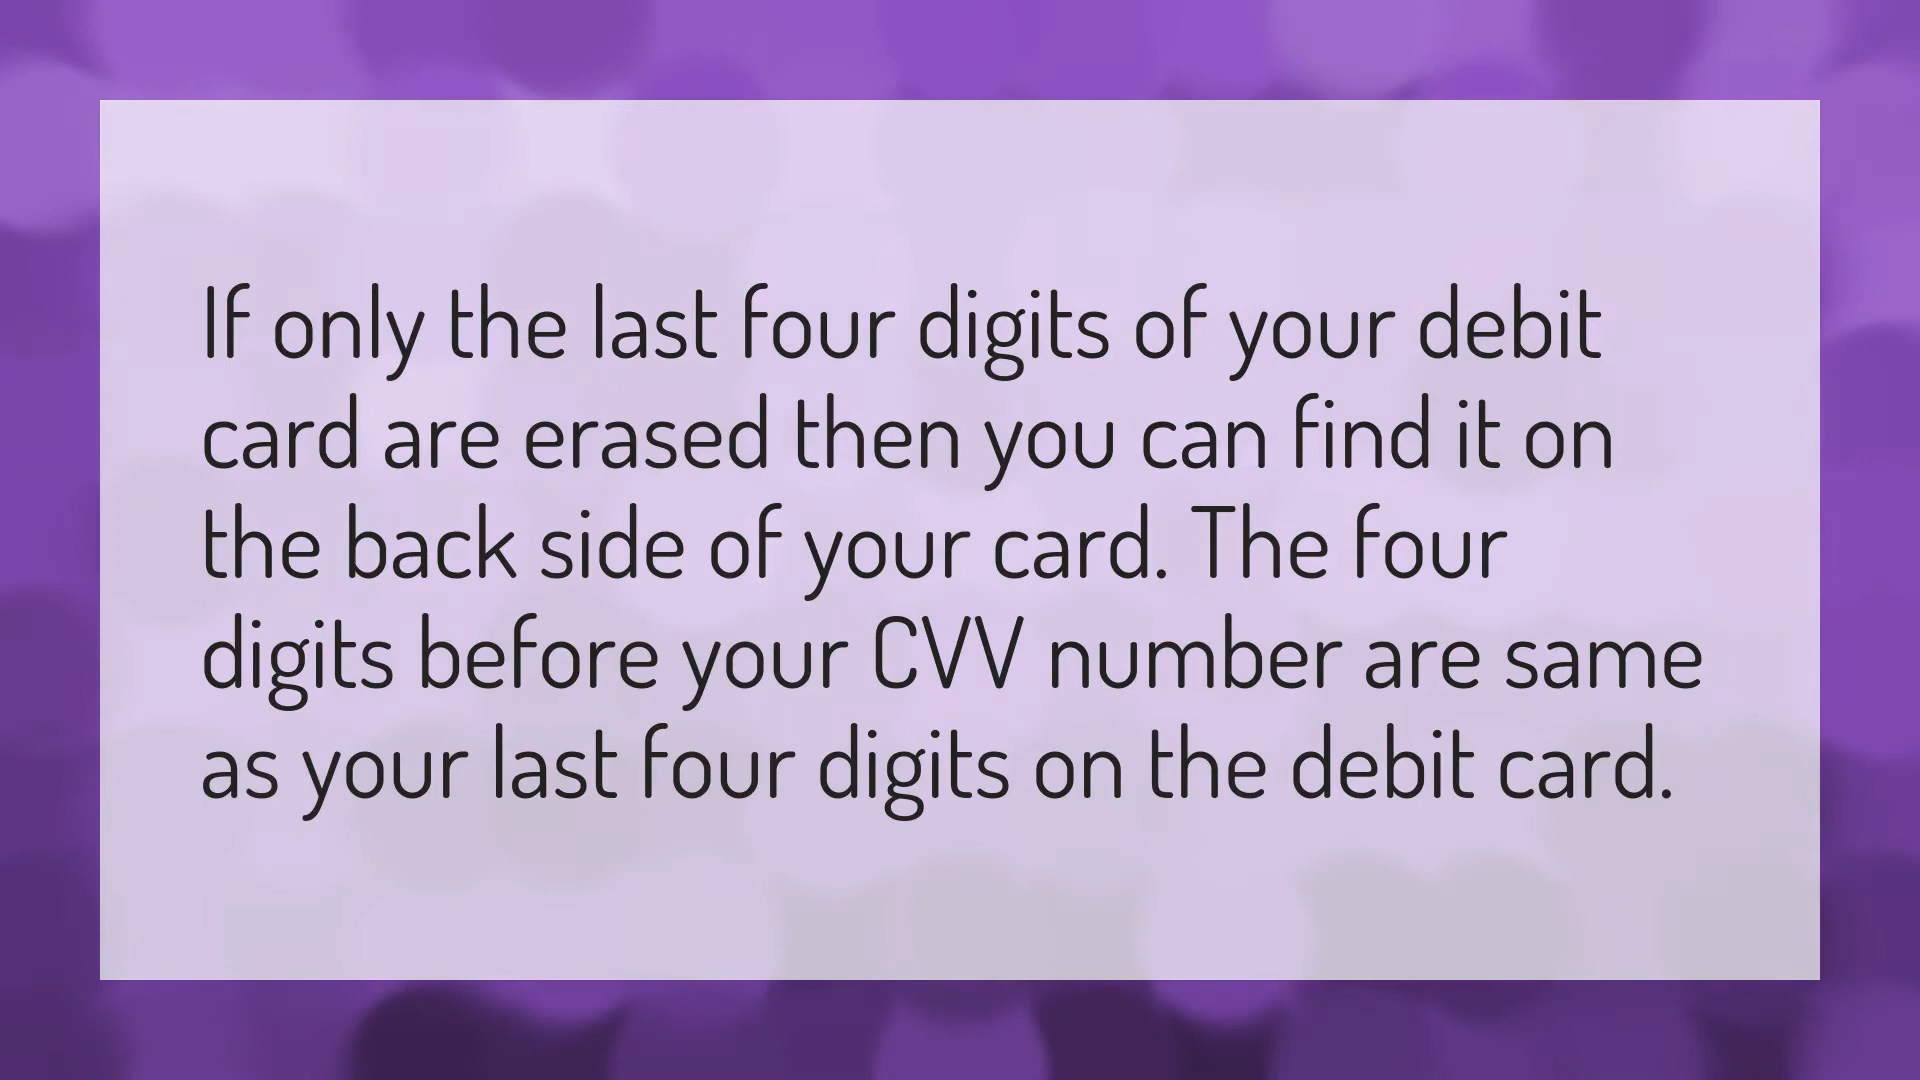 If only the last four digits of your debit
card are erased then you can find it on
the back side of your card. The four
digits before your CVV number are same
as your last four digits on the debit card.